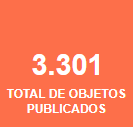 3.301
TOTAL DE OBJETOS
PUBLICADOS